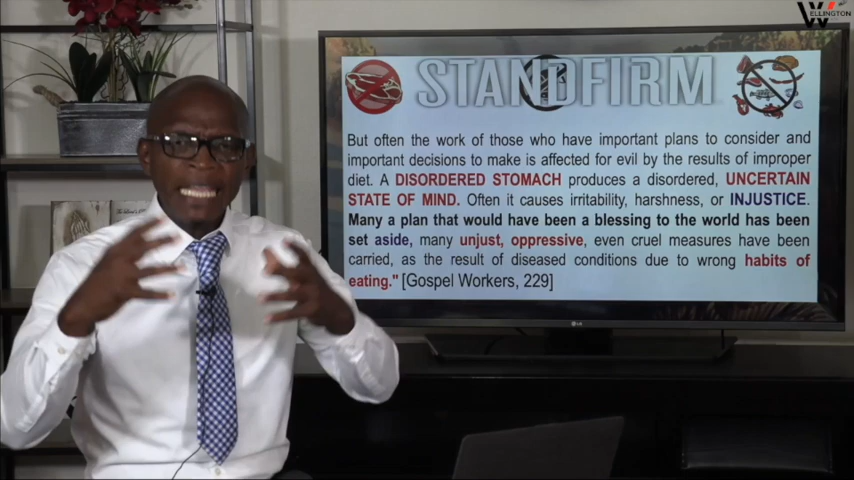 WELLINGTON
STANDFIRM
But often the work of those who have important plans to consider and
important decisions to make is affected for evil by the results of improper
diet. A DISORDERED STOMACH produces a disordered, UNCERTAIN
STATE OF MIND. Often it causes irritability, harshness, or INJUSTICE.
Many a plan that would have been a blessing to the world has been
set aside, many unjust, oppressive, even cruel measures have been
carried, as the result of diseased conditions due to wrong habits of
eating." [Gospel Workers, 229]
LG